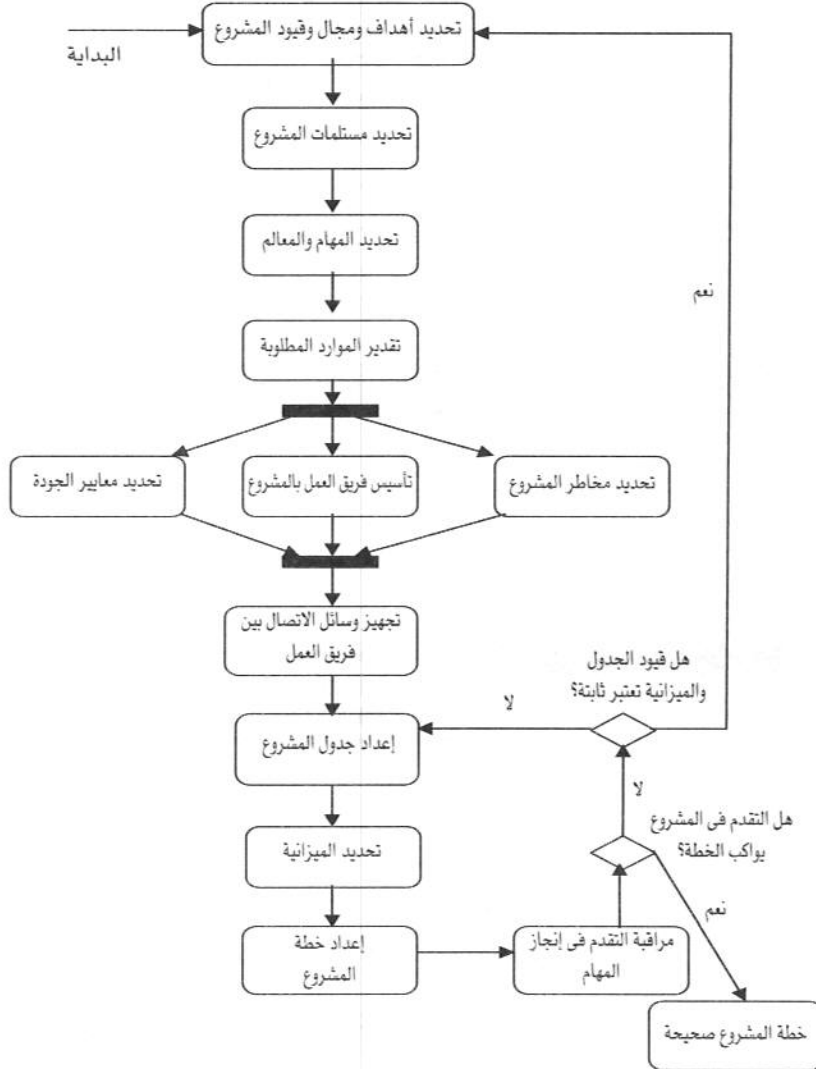 تحديد أهداف ومجال وقيود المشروع
البداية
تحديد مستلمات المشروع
تحديد المهام والمعالم
نعم
تقدير الموارد المطلوبة
تحديد مخاطر المشروع
تأسيس فريق العمل بالمشروع
تحديد معايير الجودة
تجهيز وسائل الاتصال بين
فريق العمل
هل قيود الجدول
والميزانية تعتبر ثابتة؟
لا
إعداد جدول المشروع
لا
هل التقدم فى المشروع
يواكب الخطة؟
تحديد الميزانية
نعم
إعداد خطة
المشروع
مراقبة التقدم فى إنجاز
المهام
خطة المشروع صحيحة